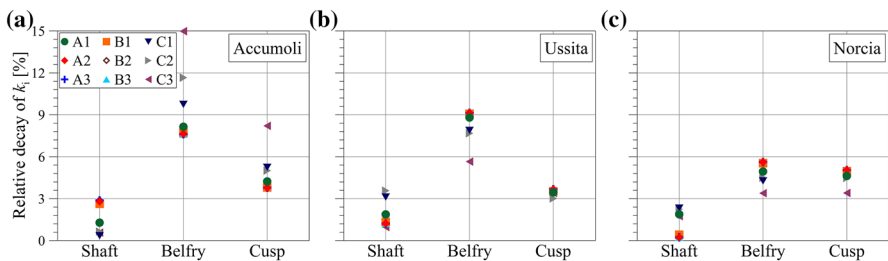 (a)
Accumoli
A1 B1 C1
A2 B2 C2
A3 B3 C3
Relative decay of ki [%]
15
12
9
6
3
0
Shaft Belfry Cusp
(b)
Ussita
Shaft Belfry Cusp
(c)
Norcia
Shaft Belfry Cusp